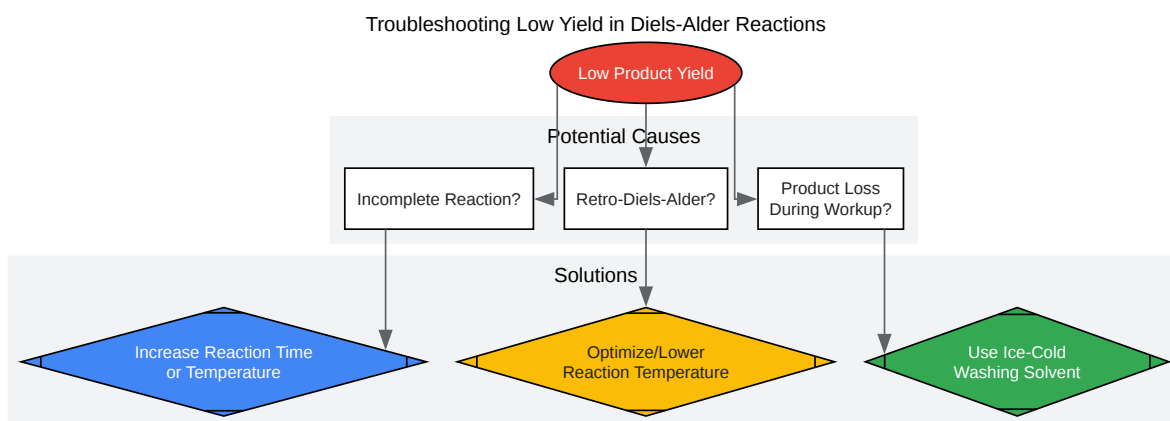 Troubleshooting Low Yield in Diels-Alder Reactions
Low Product Yield
Potential Causes
Incomplete Reaction?
Retro-Diels-Alder?
Product Loss
During Workup?
Solutions
Increase Reaction Time
or Temperature
Optimize/Lower
Reaction Temperature
Use Ice-Cold
Washing Solvent